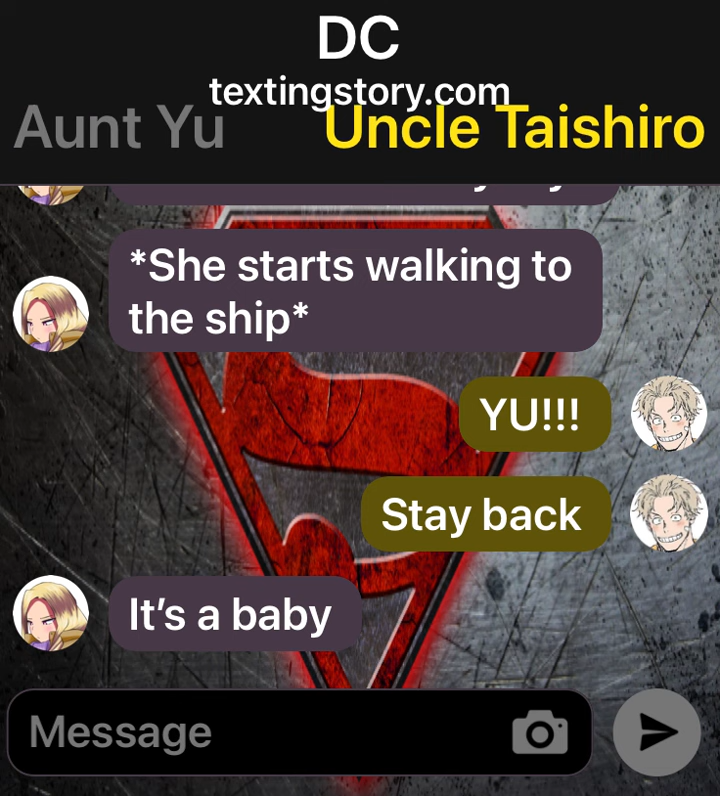 DC
textingstory.com
Aunt Yu
Uncle Taishiro
*She starts walking to
the ship*
YU!!!
Stay back
It’s a baby
Message